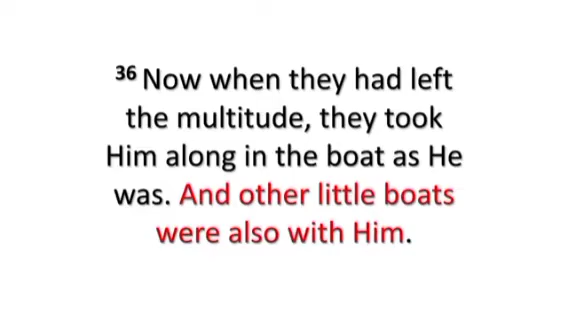 36 Now when they had left
the multitude, they took
Him along in the boat as He
was. And other little boats
were also with Him.